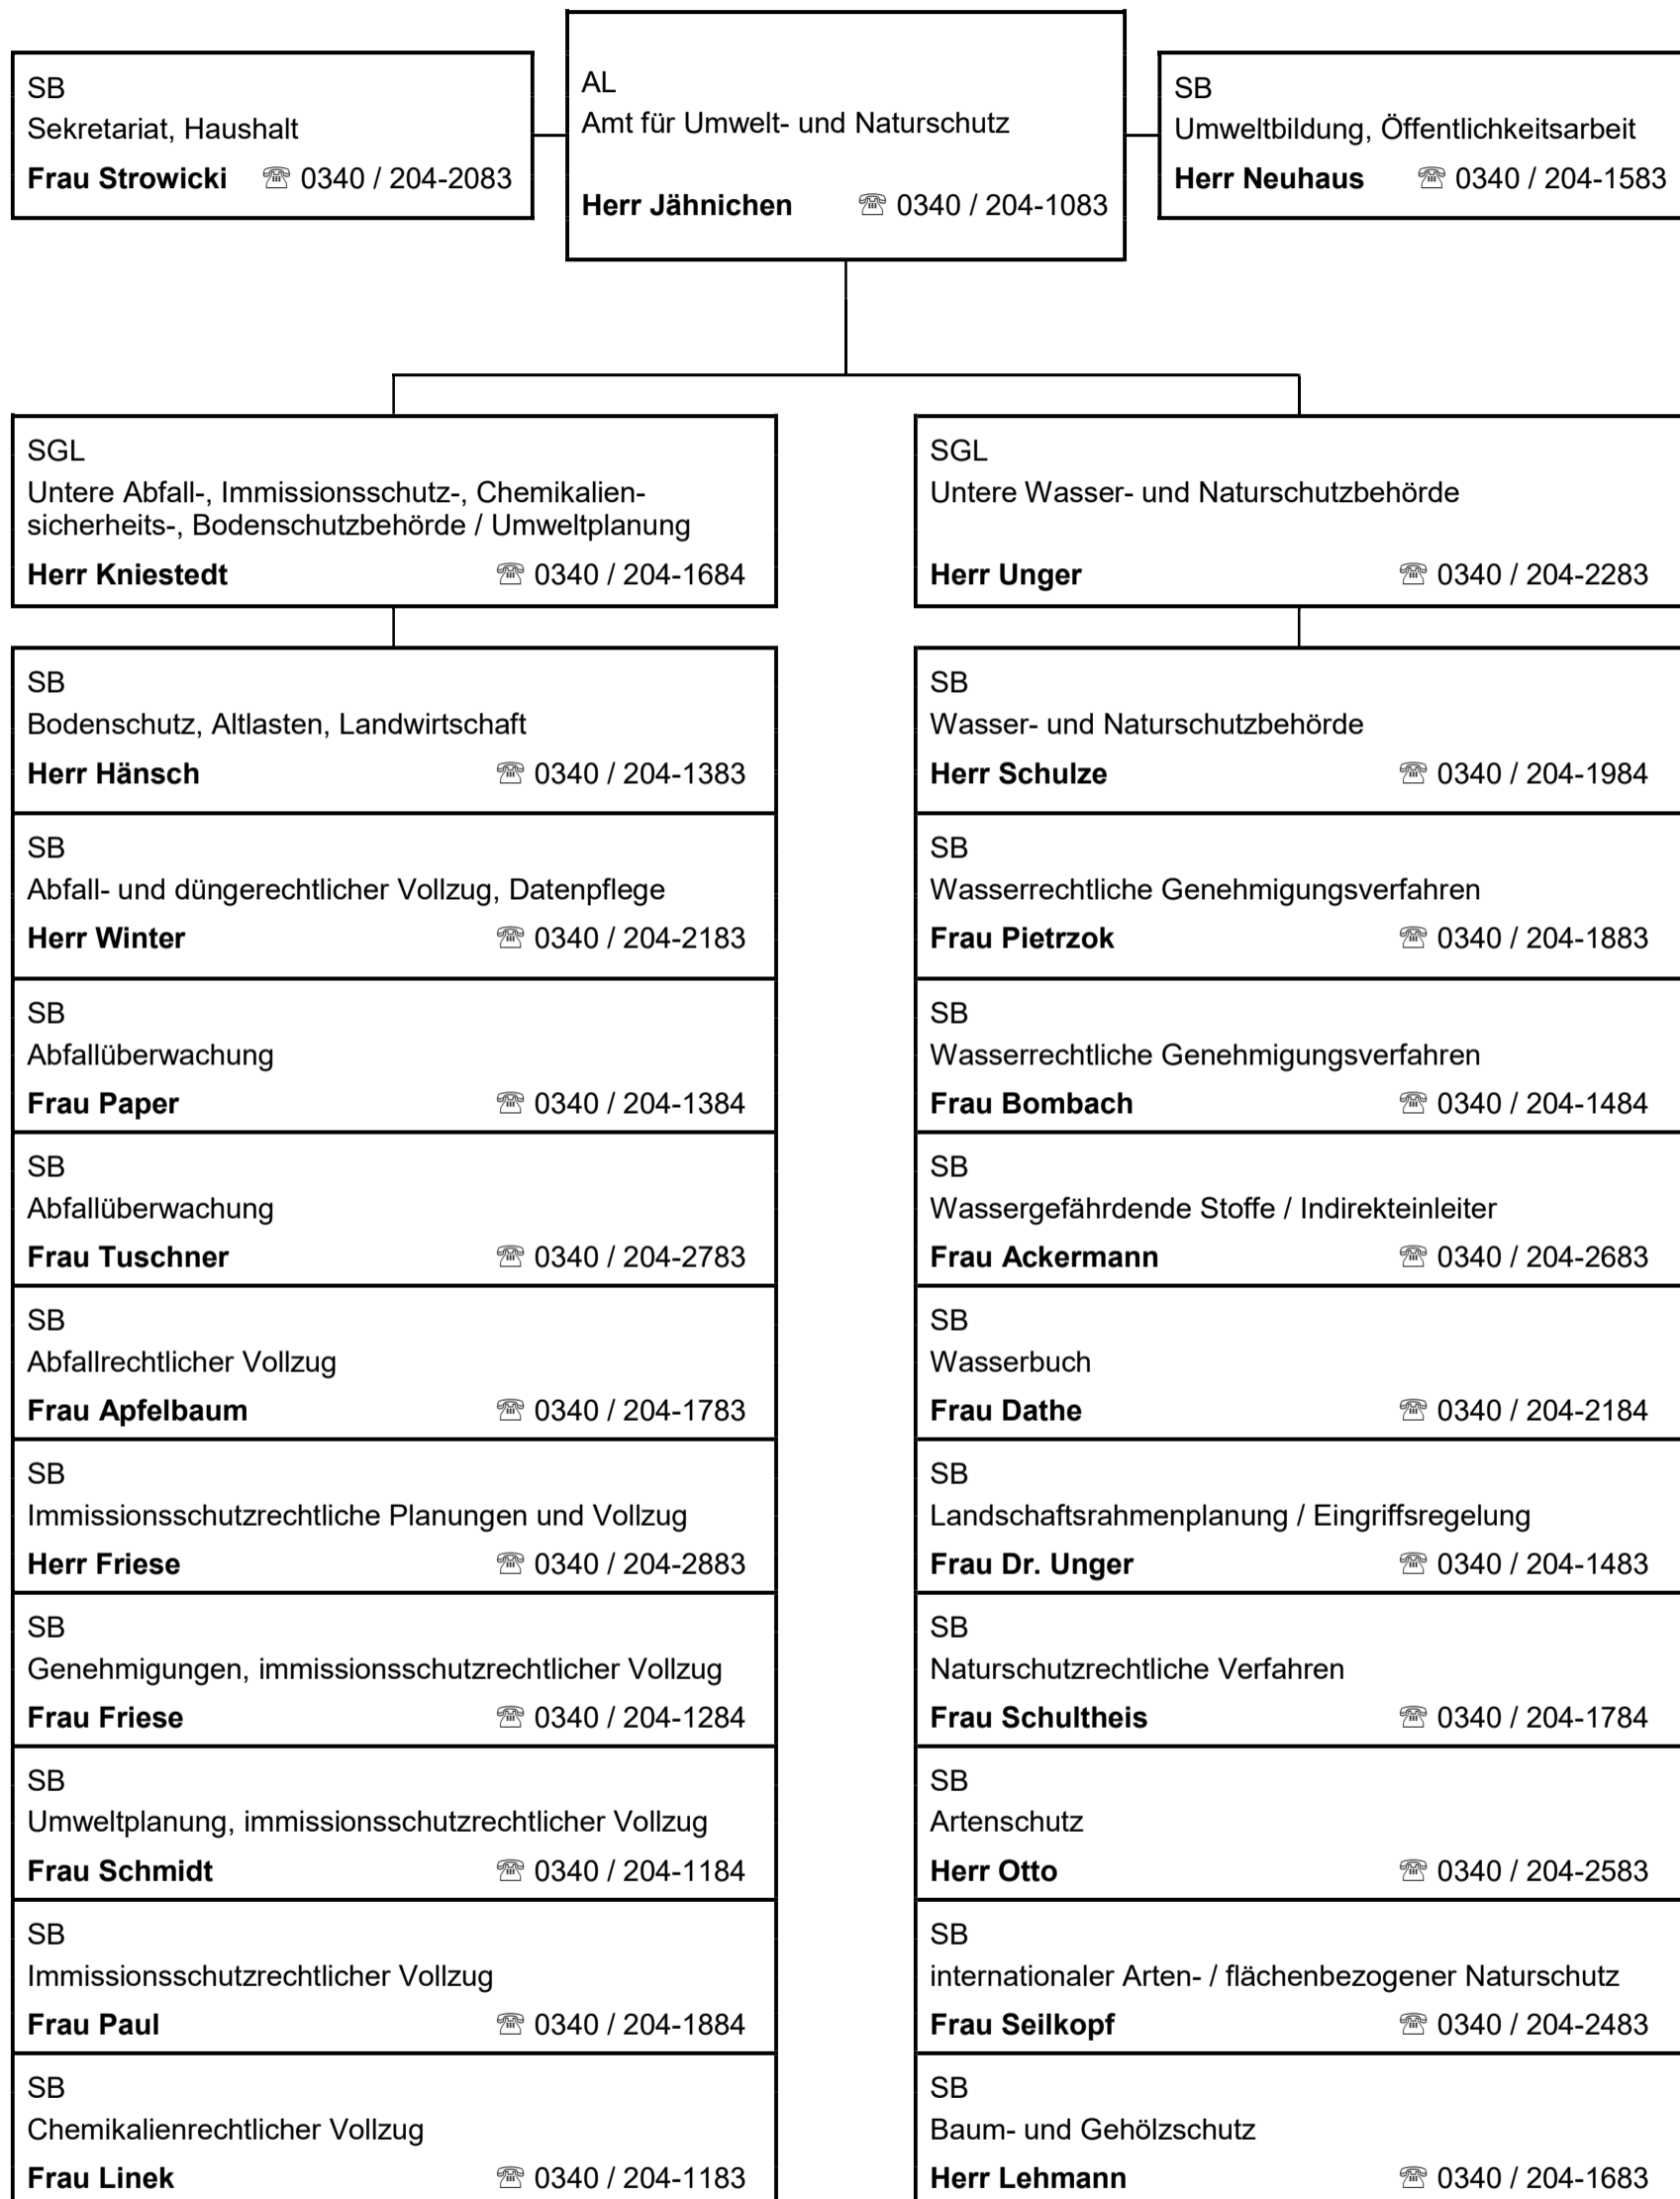 SB
Sekretariat, Haushalt
Frau Strowicki ☏ 0340 / 204-2083
AL
Amt für Umwelt- und Naturschutz
Herr Jähnichen ☏ 0340 / 204-1083
SB
Umweltbildung, Öffentlichkeitsarbeit
Herr Neuhaus ☏ 0340 / 204-1583
SGL
Untere Abfall-, Immissionsschutz-, Chemikalien-
sicherheits-, Bodenschutzbehörde / Umweltplanung
Herr Kniestedt ☏ 0340 / 204-1684
SB
Bodenschutz, Altlasten, Landwirtschaft
Herr Hänsch ☏ 0340 / 204-1383
SB
Abfall- und düngerechtlicher Vollzug, Datenpflege
Herr Winter ☏ 0340 / 204-2183
SB
Abfallüberwachung
Frau Paper ☏ 0340 / 204-1384
SB
Abfallüberwachung
Frau Tuschner ☏ 0340 / 204-2783
SB
Abfallrechtlicher Vollzug
Frau Apfelbaum ☏ 0340 / 204-1783
SB
Immissionsschutzrechtliche Planungen und Vollzug
Herr Friese ☏ 0340 / 204-2883
SB
Genehmigungen, immissionsschutzrechtlicher Vollzug
Frau Friese ☏ 0340 / 204-1284
SB
Umweltplanung, immissionsschutzrechtlicher Vollzug
Frau Schmidt ☏ 0340 / 204-1184
SB
Immissionsschutzrechtlicher Vollzug
Frau Paul ☏ 0340 / 204-1884
SB
Chemikalienrechtlicher Vollzug
Frau Linek ☏ 0340 / 204-1183
SGL
Untere Wasser- und Naturschutzbehörde
Herr Unger ☏ 0340 / 204-2283
SB
Wasser- und Naturschutzbehörde
Herr Schulze ☏ 0340 / 204-1984
SB
Wasserrechtliche Genehmigungsverfahren
Frau Pietrzok ☏ 0340 / 204-1883
SB
Wasserrechtliche Genehmigungsverfahren
Frau Bombach ☏ 0340 / 204-1484
SB
Wassergefährdende Stoffe / Indirekteinleiter
Frau Ackermann ☏ 0340 / 204-2683
SB
Wasserbuch
Frau Dathe ☏ 0340 / 204-2184
SB
Landschaftsrahmenplanung / Eingriffsregelung
Frau Dr. Unger ☏ 0340 / 204-1483
SB
Naturschutzrechtliche Verfahren
Frau Schultheis ☏ 0340 / 204-1784
SB
Artenschutz
Herr Otto ☏ 0340 / 204-2583
SB
internationaler Arten- / flächenbezogener Naturschutz
Frau Seilkopf ☏ 0340 / 204-2483
SB
Baum- und Gehölzschutz
Herr Lehmann ☏ 0340 / 204-1683